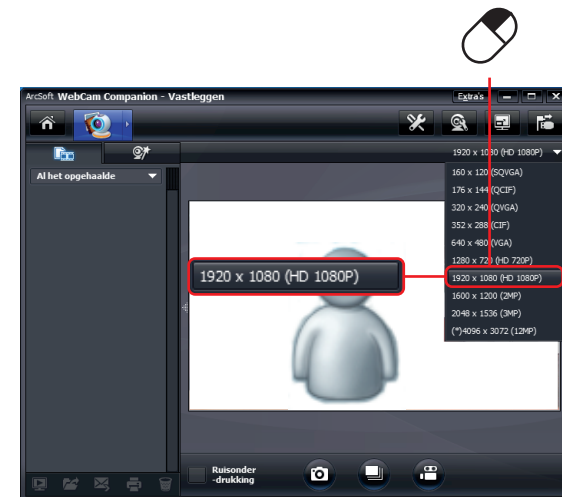 ArcSoft WebCam Companion - Vastleggen
Extra's
1920 x 1080 (HD 1080P)
Al het opgehaalde
160 x 120 (SQVGA)
176 x 144 (QCIF)
320 x 240 (QVGA)
352 x 288 (CIF)
640 x 480 (VGA)
1280 x 720 (HD 720P)
1920 x 1080 (HD 1080P)
1920 x 1080 (HD 1080P)
1600 x 1200 (2MP)
2048 x 1536 (3MP)
(*)4096 x 3072 (12MP)
Ruisonder
-drukking